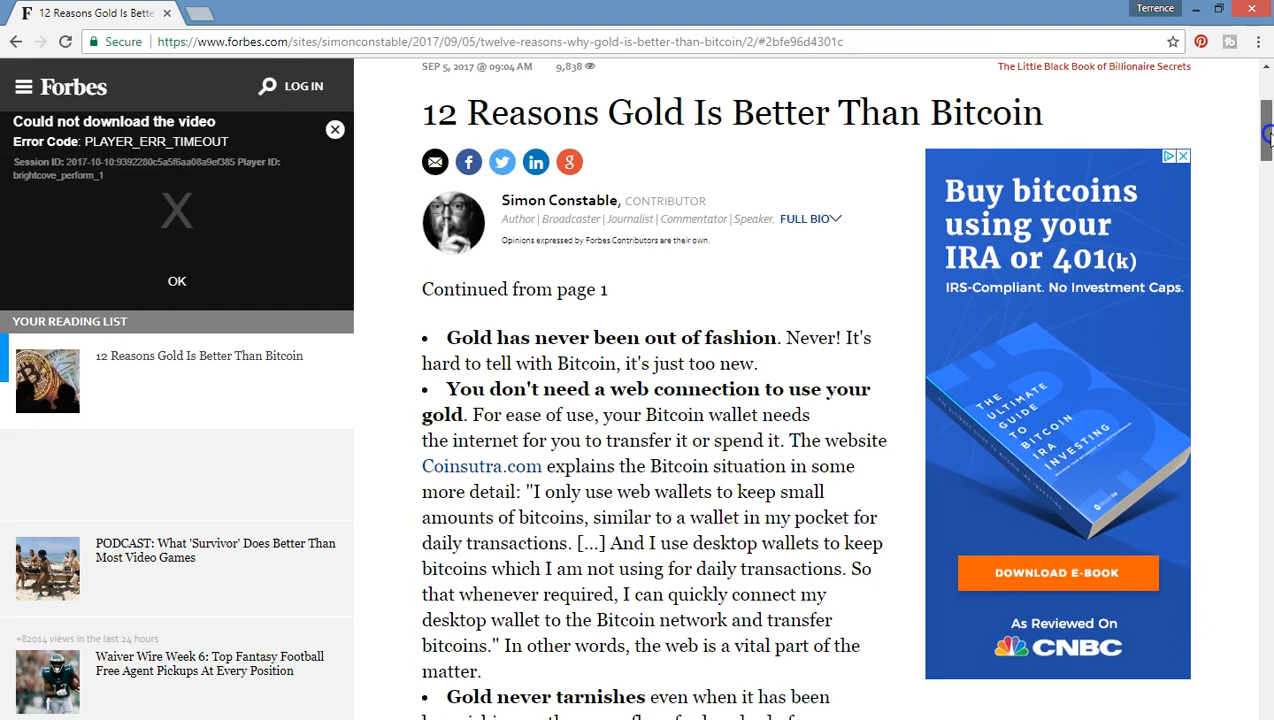 12 Reasons Gold Is Bette
Terrence
Secure
https://www.forbes.com/sites/simonconstable/2017/09/05/twelve-reasons-why-gold-is-better-than-bitcoin/2/#2bfe96d4301c
Forbes
LOG IN
Could not download the video
Error Code: PLAYER_ERR_TIMEOUT
Session ID: 2017-10-10:9392280c5a5f6aa08a9ef385 Player ID:
brightcove_perform_1
X
OK
YOUR READING LIST
12 Reasons Gold Is Better Than Bitcoin
PODCAST: What 'Survivor' Does Better Than
Most Video Games
+82014 views in the last 24 hours
Waiver Wire Week 6: Top Fantasy Football
Free Agent Pickups At Every Position
SEP 5, 2017 @ 09:04 AM
9,838
The Little Black Book of Billionaire Secrets
12 Reasons Gold Is Better Than Bitcoin
Simon Constable, CONTRIBUTOR
Author | Broadcaster | Journalist | Commentator | Speaker. FULL BIO
Opinions expressed by Forbes Contributors are their own.
Continued from page 1
• Gold has never been out of fashion. Never! It's
hard to tell with Bitcoin, it's just too new.
• You don't need a web connection to use your
gold. For ease of use, your Bitcoin wallet needs
the internet for you to transfer it or spend it. The website
Coinsutra.com explains the Bitcoin situation in some
more detail: "I only use web wallets to keep small
amounts of bitcoins, similar to a wallet in my pocket for
daily transactions. [...] And I use desktop wallets to keep
bitcoins which I am not using for daily transactions. So
that whenever required, I can quickly connect my
desktop wallet to the Bitcoin network and transfer
bitcoins." In other words, the web is a vital part of the
matter.
• Gold never tarnishes even when it has been
Buy bitcoins
using your
IRA or 401(k)
IRS-Compliant. No Investment Caps.
THE
ULTIMATE
GUIDE
TO
BITCOIN
IRA
INVESTING
DOWNLOAD E-BOOK
As Reviewed On
CNBC